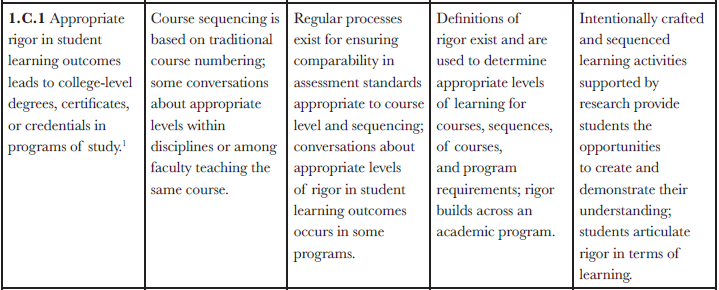 1.C.1 Appropriate
rigor in student
learning outcomes
leads to college-level
degrees, certificates,
or credentials in
programs of study.¹
Course sequencing is
based on traditional
course numbering;
some conversations
about appropriate
levels within
disciplines or among
faculty teaching the
same course.
Regular processes
exist for ensuring
comparability in
assessment standards
appropriate to course
level and sequencing;
conversations about
appropriate levels
of rigor in student
learning outcomes
occurs in some
programs.
Definitions of
rigor exist and are
used to determine
appropriate levels
of learning for
courses, sequences,
of courses,
and program
requirements; rigor
builds across an
academic program.
Intentionally crafted
and sequenced
learning activities
supported by
research provide
students the
opportunities
to create and
demonstrate their
understanding;
students articulate
rigor in terms of
learning.